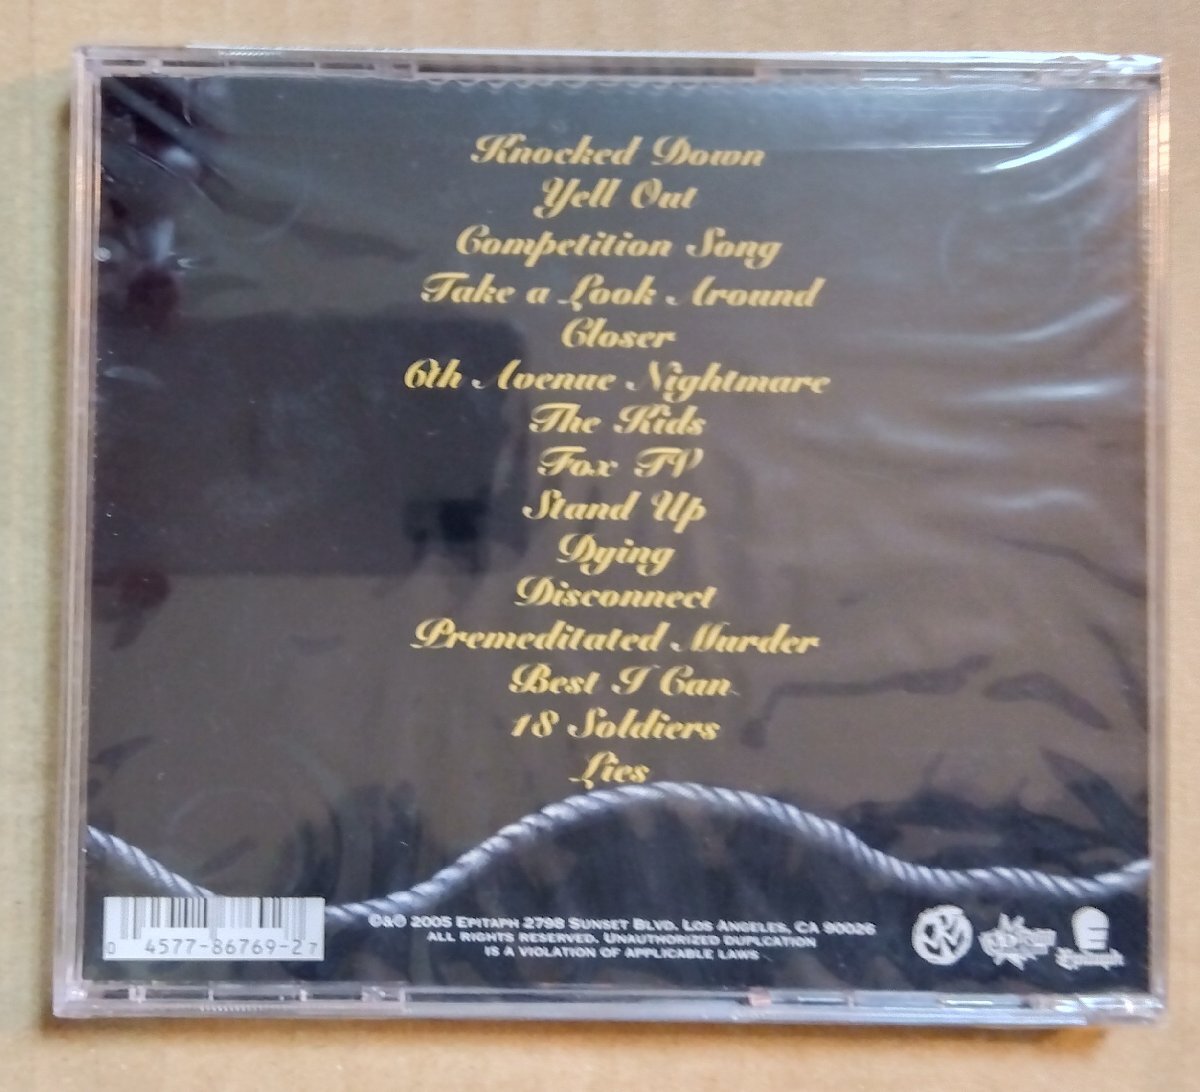 Knocked Down
Yell Out
Competition Song
Take a Look Around
Closer
6th Avenue Nightmare
The Kids
Fox TV
Stand Up
Dying
Disconnect
Premeditated Murder
Best I Can
18 Soldiers
Lies
0 4577-86769-2 7
©&℗ 2005 Epitaph 2798 Sunset Blvd. Los Angeles, CA 90026
all rights reserved. Unauthorized duplication
is a violation of applicable laws
Epitaph